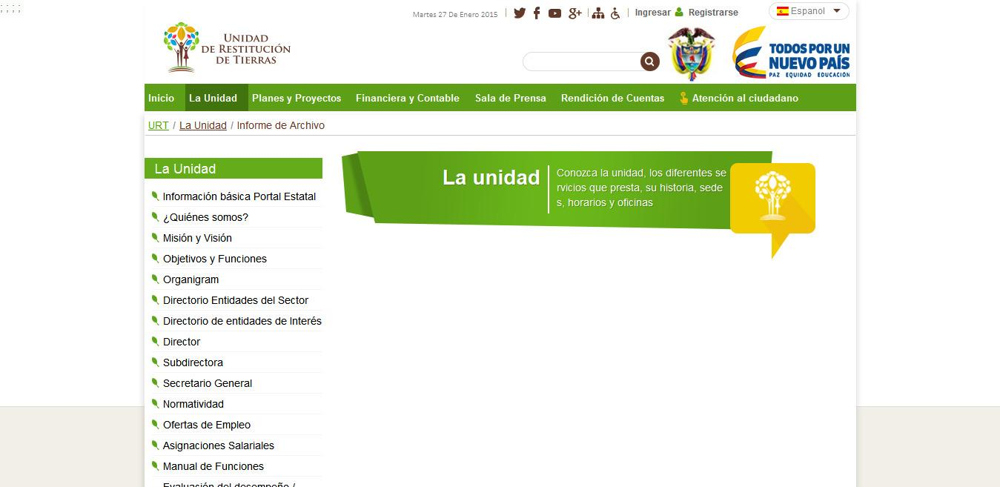 ; ; ; ;
Martes 27 De Enero 2015
Ingresar
Registrarse
Espanol
UNIDAD
DE RESTITUCIÓN
DE TIERRAS
TODOS POR UN
NUEVO PAÍS
PAZ EQUIDAD EDUCACIÓN
Inicio
La Unidad
Planes y Proyectos
Financiera y Contable
Sala de Prensa
Rendición de Cuentas
Atención al ciudadano
URT / La Unidad / Informe de Archivo
La Unidad
Información básica Portal Estatal
¿Quiénes somos?
Misión y Visión
Objetivos y Funciones
Organigram
Directorio Entidades del Sector
Directorio de entidades de Interés
Director
Subdirectora
Secretario General
Normatividad
Ofertas de Empleo
Asignaciones Salariales
Manual de Funciones
Evaluación del desempeño /
La unidad
Conozca la unidad, los diferentes se
rvicios que presta, su historia, sede
s, horarios y oficinas